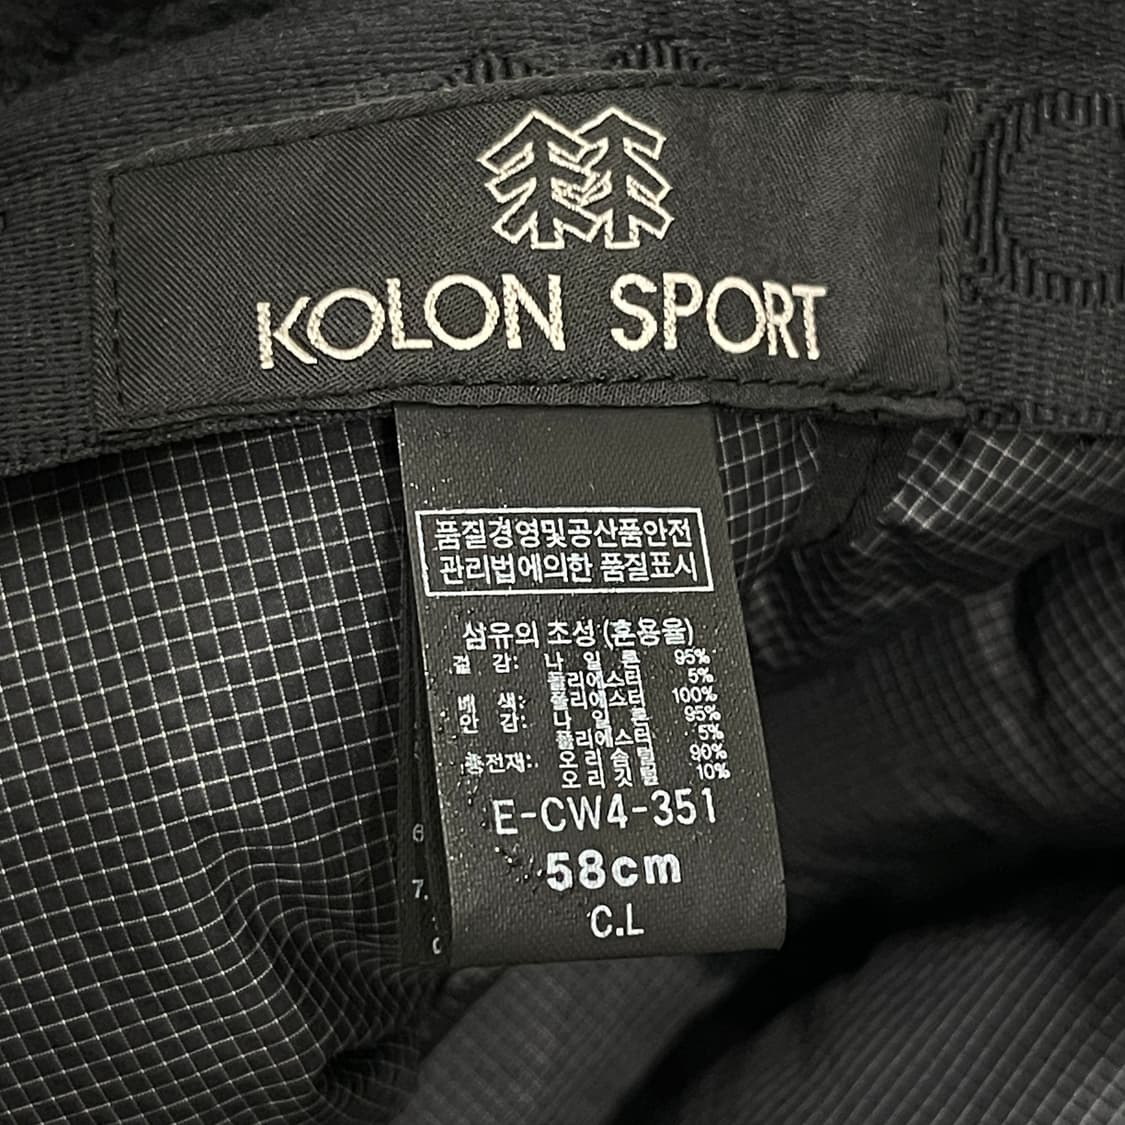 KOLON SPORT
품질경영및공산품안전
관리법에의한 품질표시
섬유의 조성 (혼용율)
겉 감: 나 일 론 95%
폴리에스터 5%
배 색: 폴리에스터 100%
안 감: 나 일 론 95%
폴리에스터 5%
충전재: 오 리 솜 털 90%
오 리 깃 털 10%
E-CW4-351
58cm
C.L
6
7.